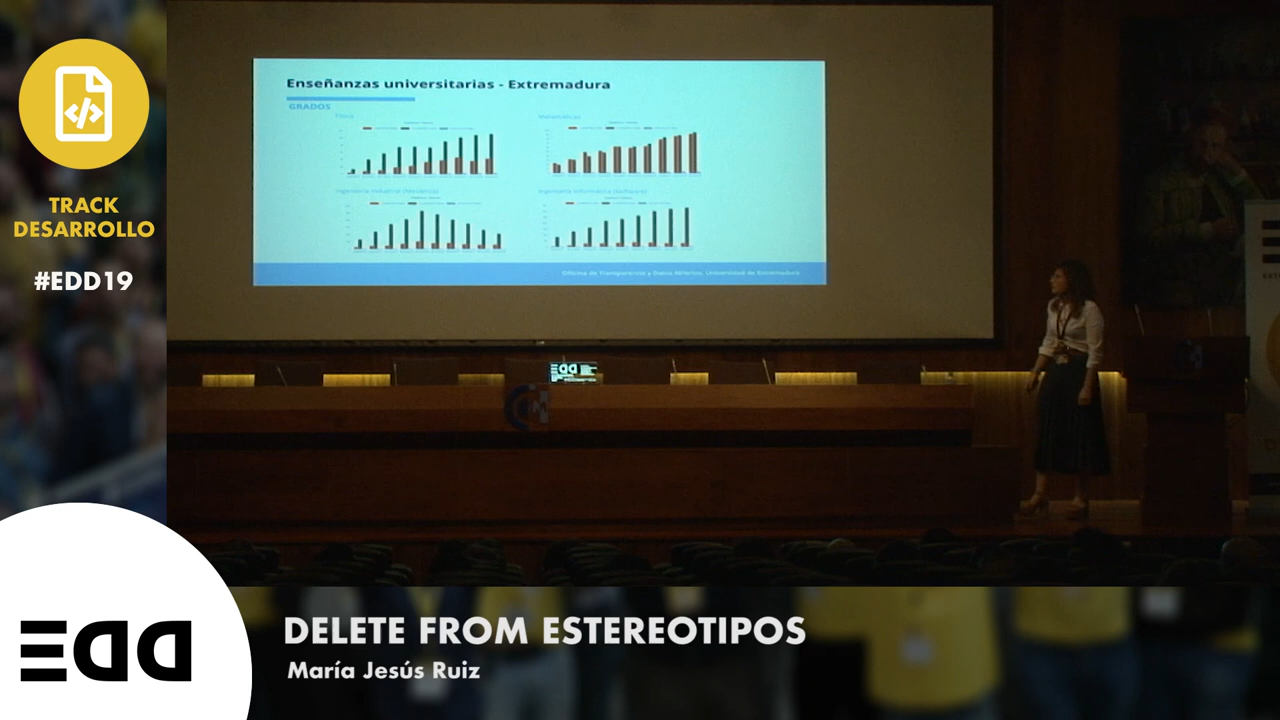 TRACK
DESARROLLO
#EDD19
Enseñanzas universitarias - Extremadura
GRADOS
Física
Matemáticas
Ingeniería Industrial (Mecánica)
Ingeniería Informática (Software)
Oficina de Transparencia y Datos Abiertos. Universidad de Extremadura
EDD
EDD
DELETE FROM ESTEREOTIPOS
María Jesús Ruiz